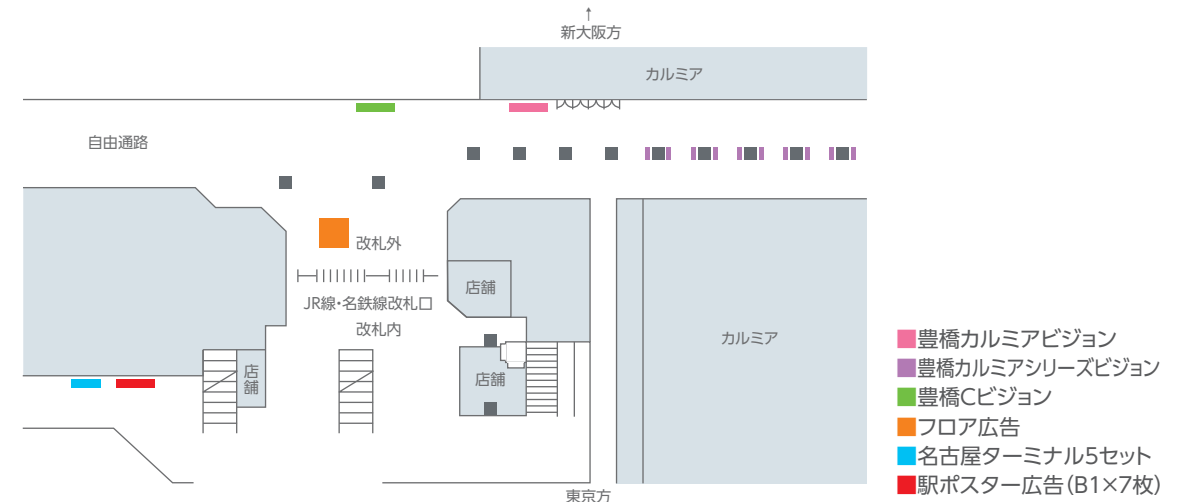 ↑
新大阪方
カルミア
自由通路
改札外
JR線・名鉄線改札口
改札内
店舗
店舗
店舗
カルミア
東京方
豊橋カルミアビジョン
豊橋カルミアシリーズビジョン
豊橋Cビジョン
フロア広告
名古屋ターミナル5セット
駅ポスター広告（B1×7枚）